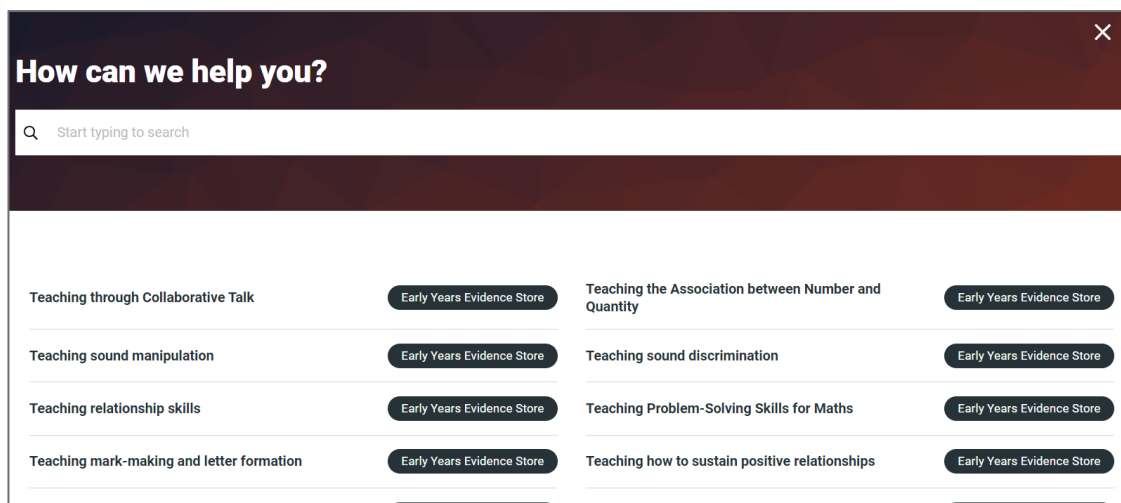 How can we help you?
Start typing to search
Teaching through Collaborative Talk
Early Years Evidence Store
Teaching the Association between Number and
Quantity
Early Years Evidence Store
Teaching sound manipulation
Early Years Evidence Store
Teaching sound discrimination
Early Years Evidence Store
Teaching relationship skills
Early Years Evidence Store
Teaching Problem-Solving Skills for Maths
Early Years Evidence Store
Teaching mark-making and letter formation
Early Years Evidence Store
Teaching how to sustain positive relationships
Early Years Evidence Store